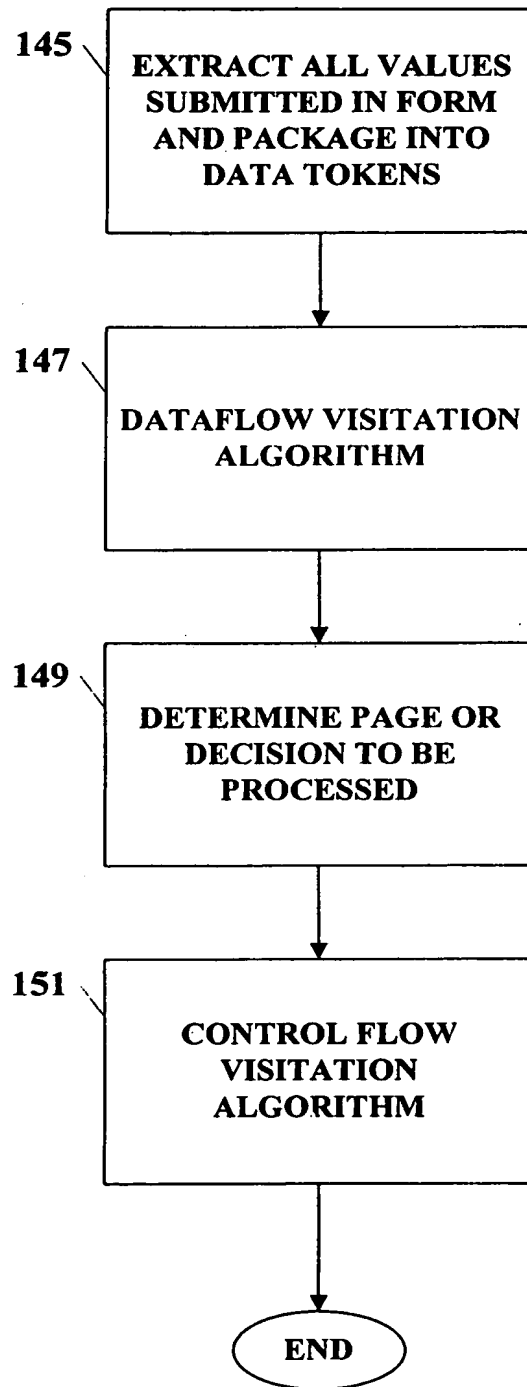 145
EXTRACT ALL VALUES
SUBMITTED IN FORM
AND PACKAGE INTO
DATA TOKENS
147
DATAFLOW VISITATION
ALGORITHM
149
DETERMINE PAGE OR
DECISION TO BE
PROCESSED
151
CONTROL FLOW
VISITATION
ALGORITHM
END